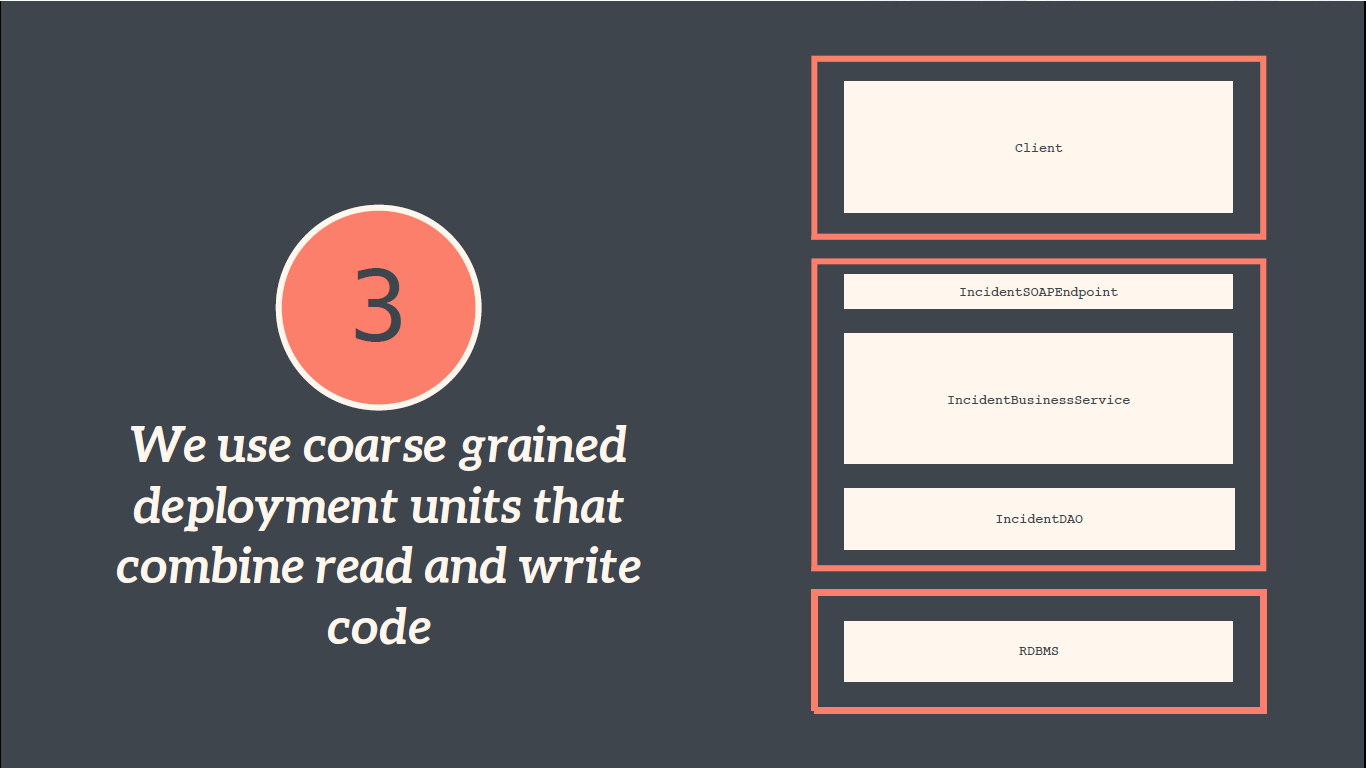 3
We use coarse grained
deployment units that
combine read and write
code
Client
IncidentSOAPEndpoint
IncidentBusinessService
IncidentDAO
RDBMS